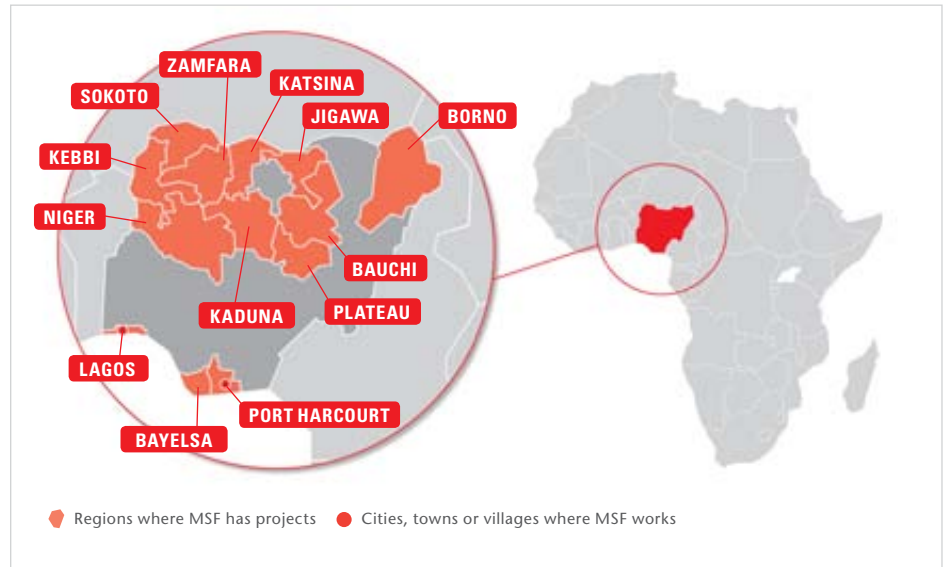 ZAMFARA
KATSINA
SOKOTO
JIGAWA
BORNO
KEBBI
NIGER
BAUCHI
KADUNA
PLATEAU
LAGOS
PORT HARCOURT
BAYELSA
Regions where MSF has projects
Cities, towns or villages where MSF works